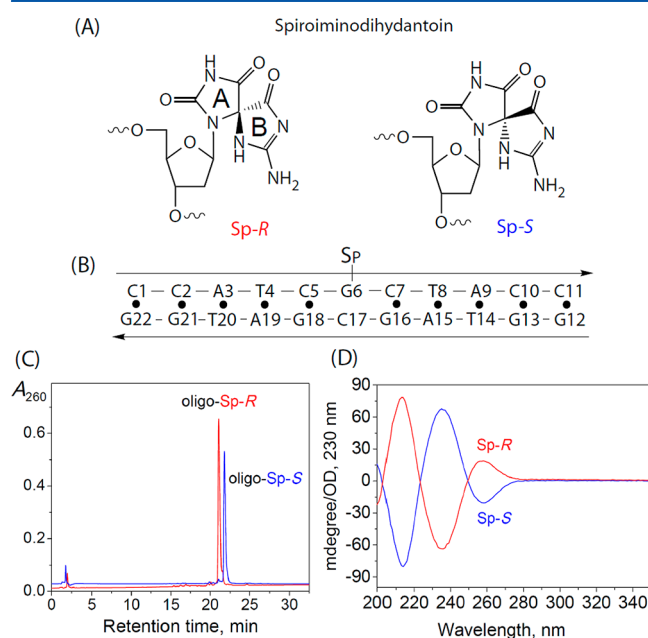 (A) Spiroiminodihydantoin
O H N O O N
O A N B N
O O N HN NH₂
O
Sp-R
O H N O O N
O N N
O O N NH NH₂
O
Sp-S
(B) Sp
C1 – C2 – A3 – T4 – C5 – G6 – C7 – T8 – A9 – C10 – C11
G22 – G21 – T20 – A19 – G18 – C17 – G16 – A15 – T14 – G13 – G12
(C)
A260
oligo-Sp-R
oligo-Sp-S
0.6
0.4
0.2
0.0
0 5 10 15 20 25 30
Retention time, min
(D)
mdegree/OD, 230 nm
90
60
30
0
-30
-60
-90
Sp-R
Sp-S
200 220 240 260 280 300 320 340
Wavelength, nm